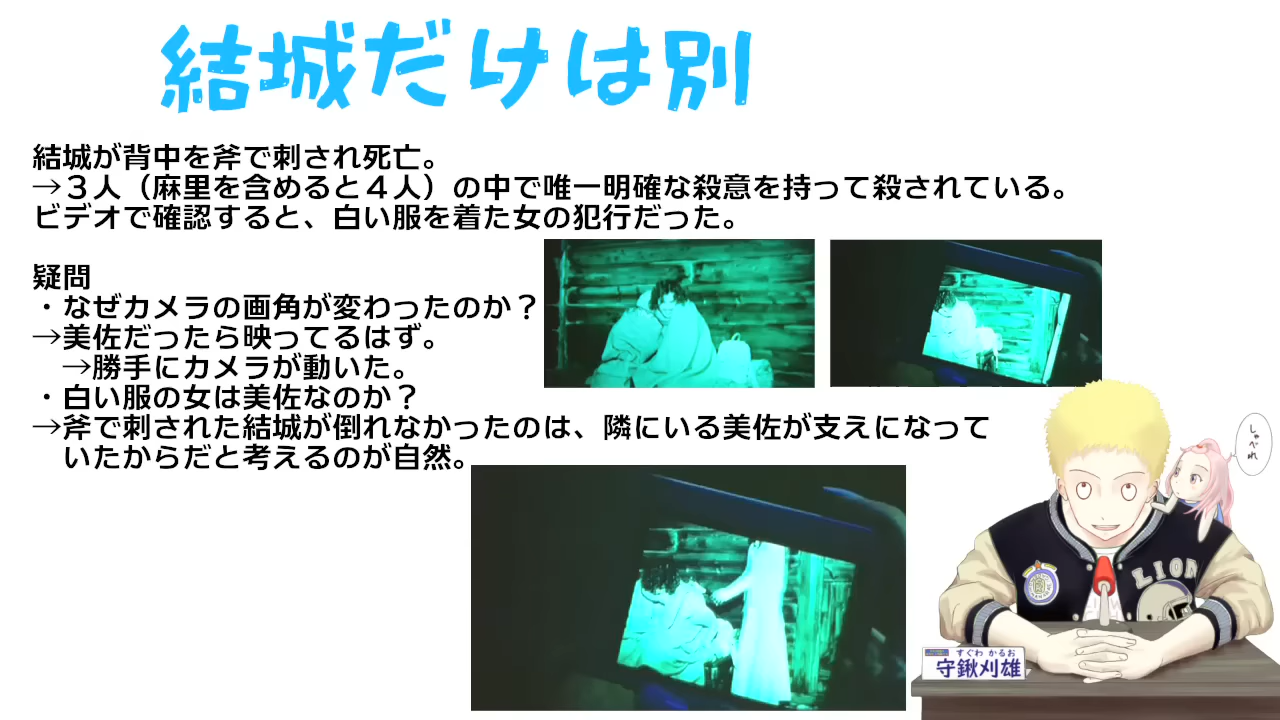 結城だけは別
結城が背中を斧で刺され死亡。
→３人（麻里を含めると４人）の中で唯一明確な殺意を持って殺されている。
ビデオで確認すると、白い服を着た女の犯行だった。
疑問
・なぜカメラの画角が変わったのか？
→美佐だったら映ってるはず。
→勝手にカメラが動いた。
・白い服の女は美佐なのか？
→斧で刺された結城が倒れなかったのは、隣にいる美佐が支えになって
いたからだと考えるのが自然。
しゃべれ
LION
すぐわ かるお
守鍬刈雄